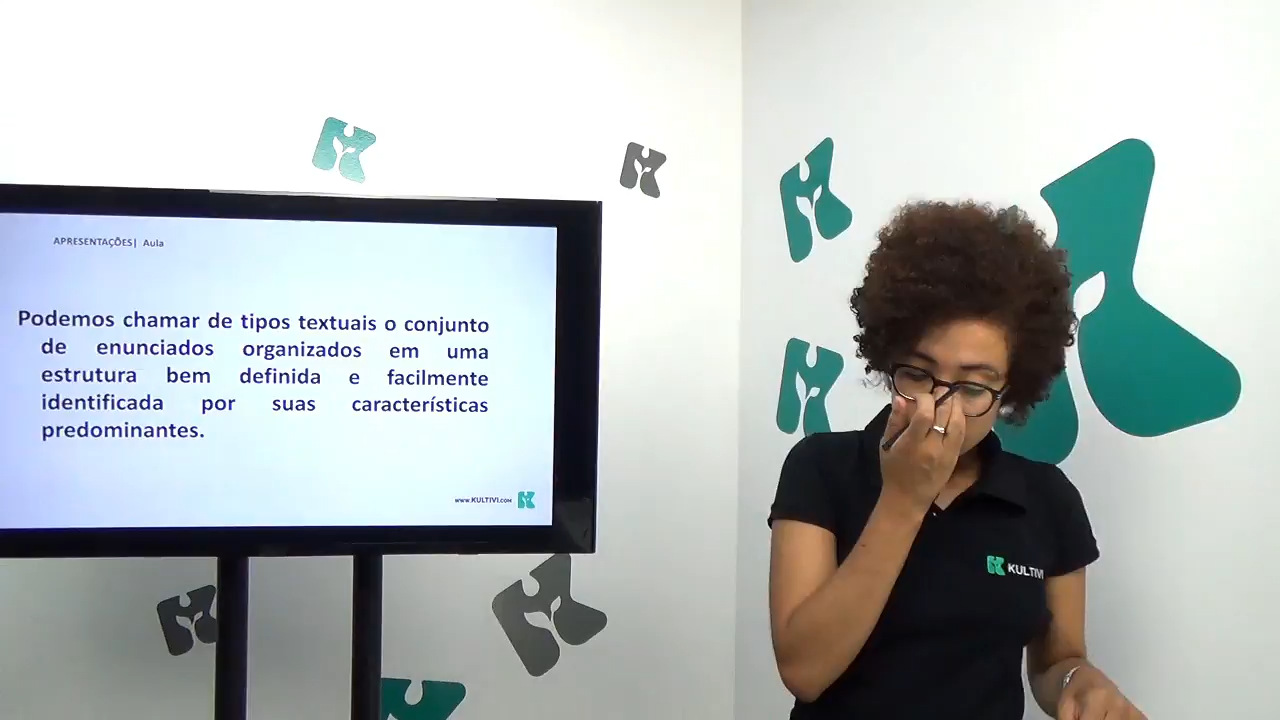 APRESENTAÇÕES| Aula
Podemos chamar de tipos textuais o conjunto
de enunciados organizados em uma
estrutura bem definida e facilmente
identificada por suas características
predominantes.
www.KULTIVI.COM
KULTIVI